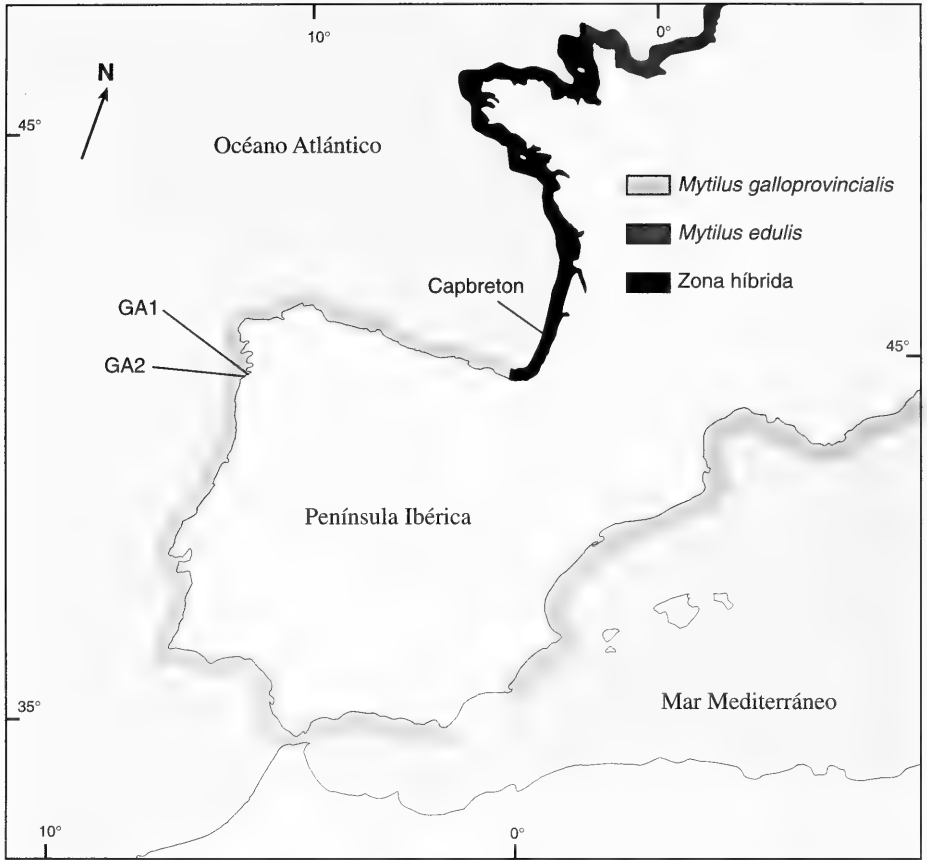 10°
0°
N
45°
Océano Atlántico
Mytilus galloprovincialis
Mytilus edulis
Zona híbrida
Capbreton
GA1
GA2
45°
Península Ibérica
Mar Mediterráneo
35°
10°
0°